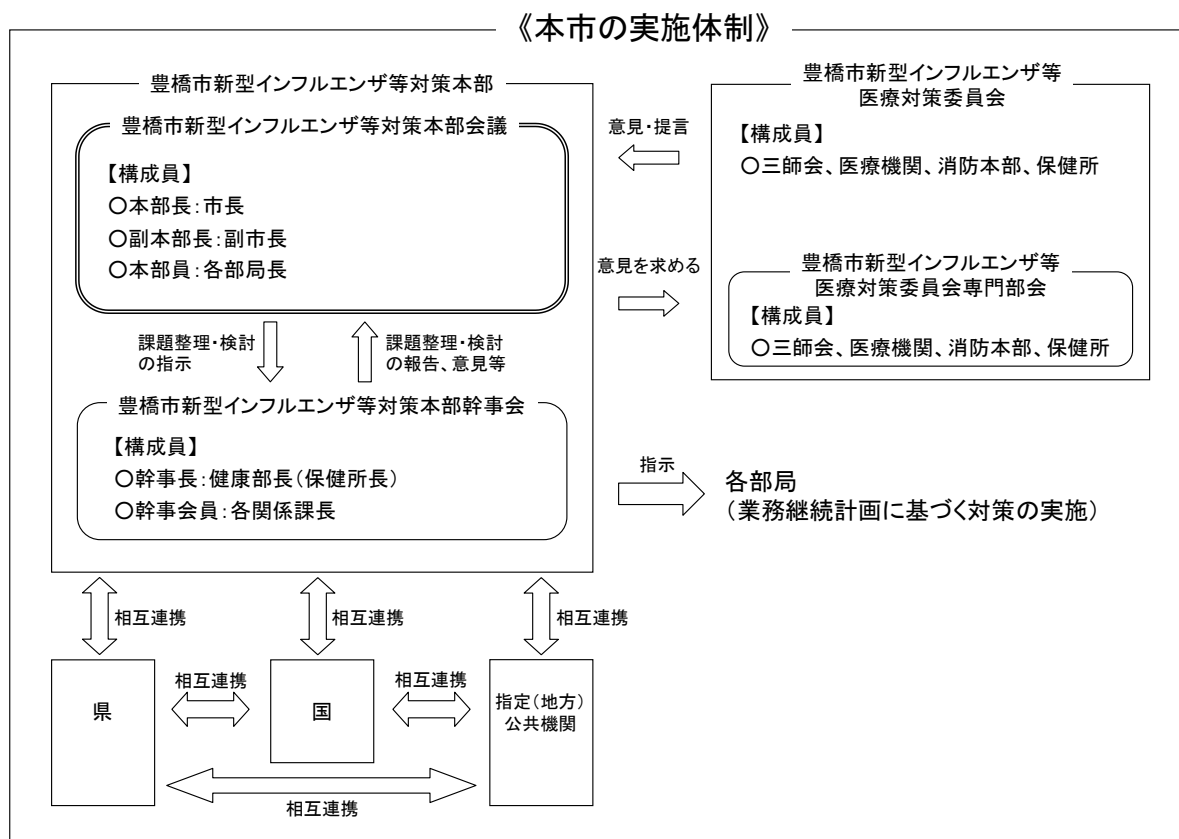 《本市の実施体制》
豊橋市新型インフルエンザ等対策本部
豊橋市新型インフルエンザ等対策本部会議
【構成員】
○本部長：市長
○副本部長：副市長
○本部員：各部局長
課題整理・検討
の指示
課題整理・検討
の報告、意見等
豊橋市新型インフルエンザ等対策本部幹事会
【構成員】
○幹事長：健康部長（保健所長）
○幹事会員：各関係課長
意見・提言
意見を求める
豊橋市新型インフルエンザ等
医療対策委員会
【構成員】
○三師会、医療機関、消防本部、保健所
豊橋市新型インフルエンザ等
医療対策委員会専門部会
【構成員】
○三師会、医療機関、消防本部、保健所
指示
各部局
（業務継続計画に基づく対策の実施）
相互連携
相互連携
相互連携
県
相互連携
国
相互連携
指定（地方）
公共機関
相互連携